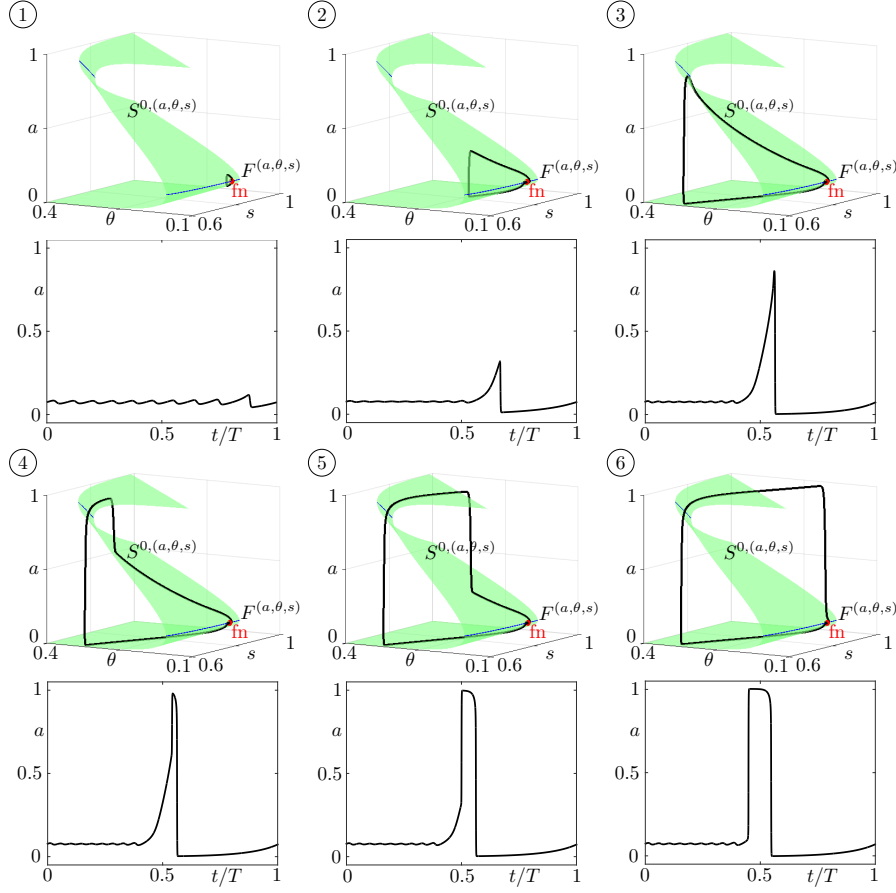 1
2
3
1
a
0
0.4
θ
0.1
0.6
s
1
S^{0,(a,θ,s)}
F^{(a,θ,s)}
fn
1
a
0
0.4
θ
0.1
0.6
s
1
S^{0,(a,θ,s)}
F^{(a,θ,s)}
fn
1
a
0
0.4
θ
0.1
0.6
s
1
S^{0,(a,θ,s)}
F^{(a,θ,s)}
fn
1
a
0.5
0
0
0.5
t/T
1
1
a
0.5
0
0
0.5
t/T
1
1
a
0.5
0
0
0.5
t/T
1
4
5
6
1
a
0
0.4
θ
0.1
0.6
s
1
S^{0,(a,θ,s)}
F^{(a,θ,s)}
fn
1
a
0
0.4
θ
0.1
0.6
s
1
S^{0,(a,θ,s)}
F^{(a,θ,s)}
fn
1
a
0
0.4
θ
0.1
0.6
s
1
S^{0,(a,θ,s)}
F^{(a,θ,s)}
fn
1
a
0.5
0
0
0.5
t/T
1
1
a
0.5
0
0
0.5
t/T
1
1
a
0.5
0
0
0.5
t/T
1